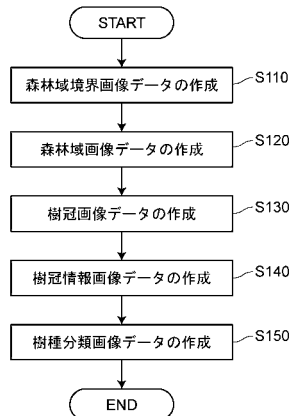 START
森林域境界画像データの作成 S110
森林域画像データの作成 S120
樹冠画像データの作成 S130
樹冠情報画像データの作成 S140
樹種分類画像データの作成 S150
END